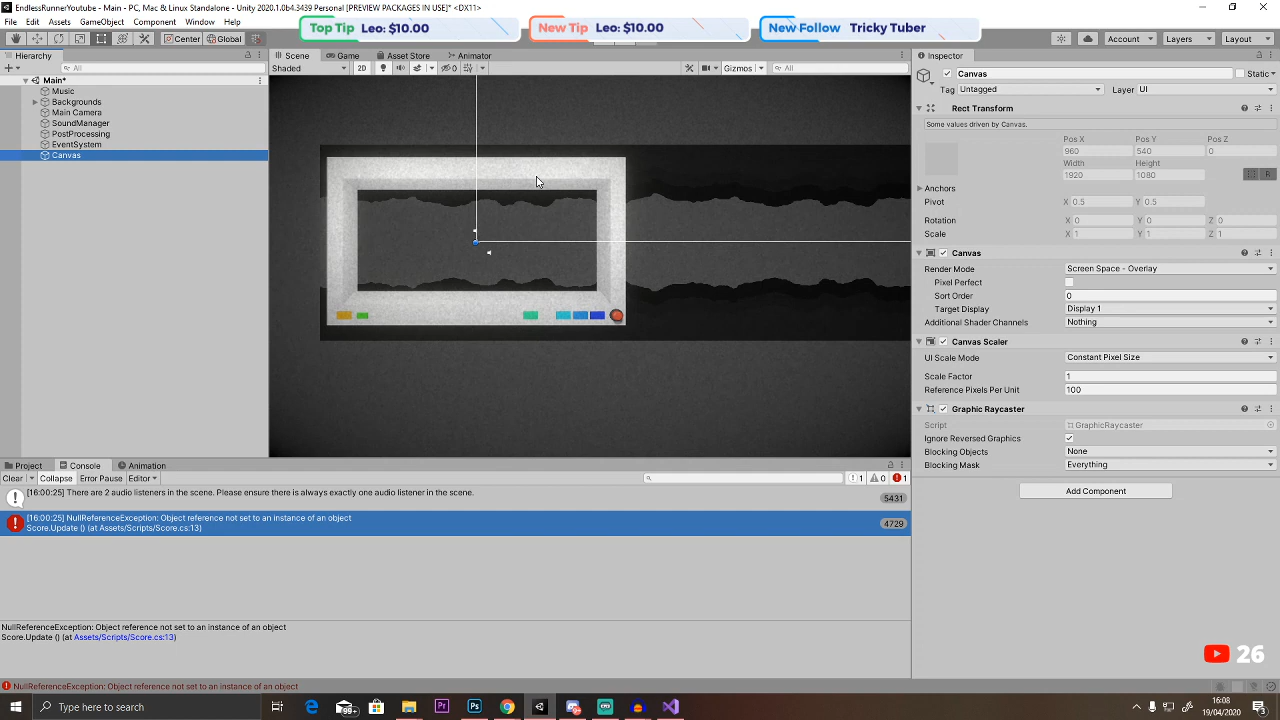 EndlessRunnerYoutube - Main - PC, Mac & Linux Standalone - Unity 2020.1.0b4.3439 Personal [PREVIEW PACKAGES IN USE]* <DX11>
File Edit Assets GameObject Component Window Help
Top Tip Leo: $10.00 New Tip Leo: $10.00 New Follow Tricky Tuber
Center Global Account Layers Layout
Hierarchy Scene Game Asset Store Animator Inspector
All Shaded 2D 0 Gizmos All
Main*
Music
Backgrounds
Main Camera
SoundManager
PostProcessing
EventSystem
Canvas
Canvas Static
Tag Untagged Layer UI
Rect Transform
Some values driven by Canvas.
Pos X Pos Y Pos Z
960 540 0
Width Height
1920 1080
R
Anchors
Pivot X 0.5 Y 0.5
Rotation X 0 Y 0 Z 0
Scale X 1 Y 1 Z 1
Canvas
Render Mode Screen Space - Overlay
Pixel Perfect
Sort Order 0
Target Display Display 1
Additional Shader Channels Nothing
Canvas Scaler
UI Scale Mode Constant Pixel Size
Scale Factor 1
Reference Pixels Per Unit 100
Graphic Raycaster
Script GraphicRaycaster
Ignore Reversed Graphics
Blocking Objects None
Blocking Mask Everything
Add Component
Project Console Animation
Clear Collapse Error Pause Editor 1 0 1
[16:00:25] There are 2 audio listeners in the scene. Please ensure there is always exactly one audio listener in the scene. 5431
[16:00:25] NullReferenceException: Object reference not set to an instance of an object
Score.Update () (at Assets/Scripts/Score.cs:13) 4729
NullReferenceException: Object reference not set to an instance of an object
Score.Update () (at Assets/Scripts/Score.cs:13)
26
NullReferenceException: Object reference not set to an instance of an object
Type here to search
16:08
19/04/2020